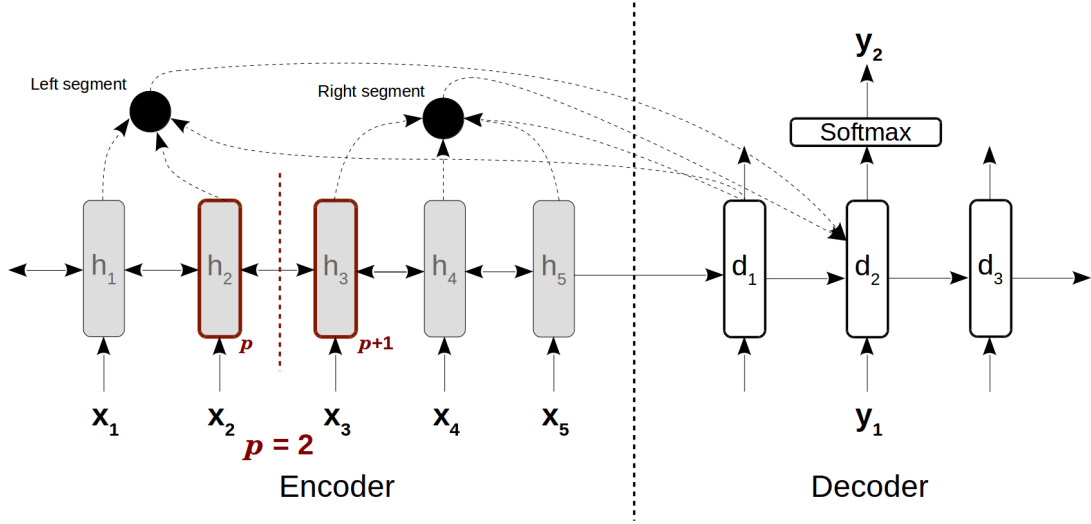 y2
Left segment
Right segment
Softmax
h1 h2 h3 h4 h5 d1 d2 d3
p p+1
x1 x2 x3 x4 x5 y1
p = 2
Encoder Decoder